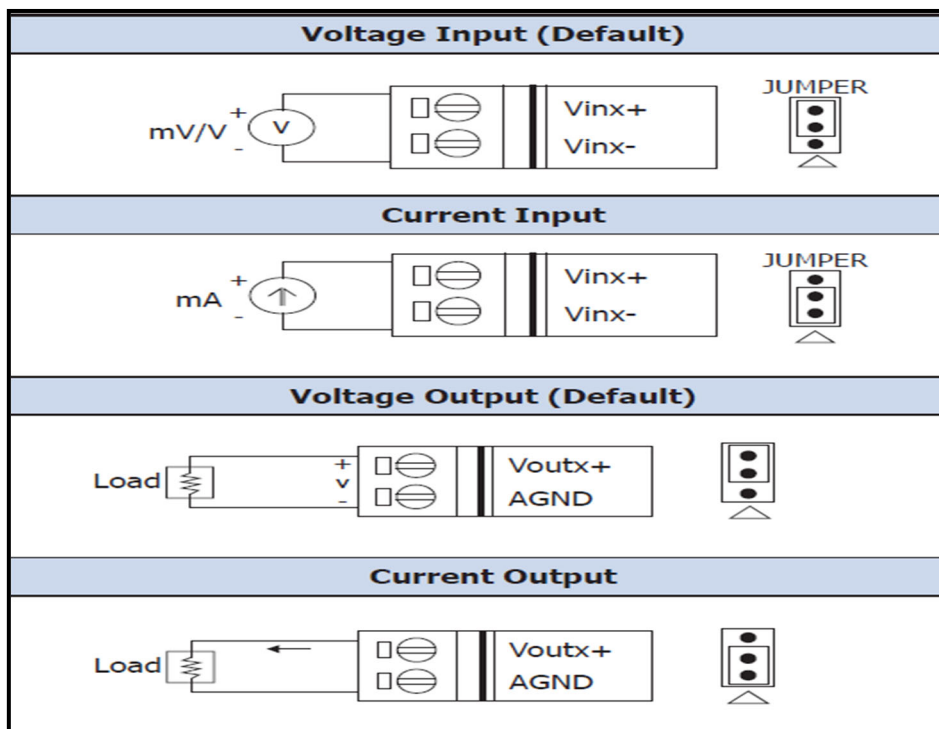 Voltage Input (Default)
JUMPER
+
mV/V
V
-
Vinx+
Vinx-
Current Input
JUMPER
+
mA
-
Vinx+
Vinx-
Voltage Output (Default)
Load
+
v
-
Voutx+
AGND
Current Output
Load
Voutx+
AGND